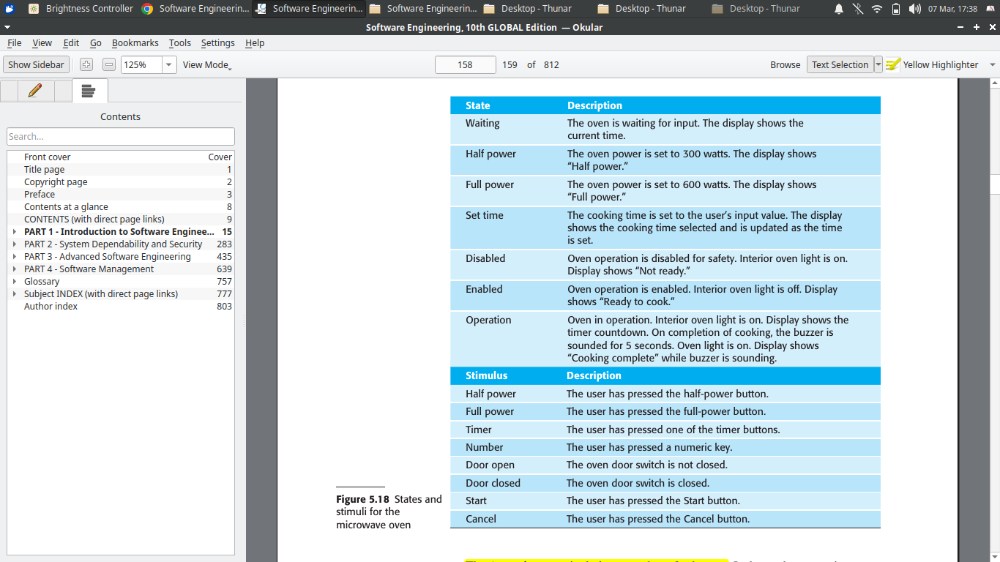 Brightness Controller
Software Engineerin...
Software Engineerin...
Software Engineerin...
Desktop - Thunar
Desktop - Thunar
Desktop - Thunar
07 Mar, 17:38
Software Engineering, 10th GLOBAL Edition — Okular
File View Edit Go Bookmarks Tools Settings Help
Show Sidebar
125%
View Mode
158
159 of 812
Browse
Text Selection
Yellow Highlighter
Contents
Search...
Front cover Cover
Title page 1
Copyright page 2
Preface 3
Contents at a glance 8
CONTENTS (with direct page links) 9
PART 1 - Introduction to Software Enginee... 15
PART 2 - System Dependability and Security 283
PART 3 - Advanced Software Engineering 435
PART 4 - Software Management 639
Glossary 757
Subject INDEX (with direct page links) 777
Author index 803
State Description
Waiting The oven is waiting for input. The display shows the
current time.
Half power The oven power is set to 300 watts. The display shows
“Half power.”
Full power The oven power is set to 600 watts. The display shows
“Full power.”
Set time The cooking time is set to the user’s input value. The display
shows the cooking time selected and is updated as the time
is set.
Disabled Oven operation is disabled for safety. Interior oven light is on.
Display shows “Not ready.”
Enabled Oven operation is enabled. Interior oven light is off. Display
shows “Ready to cook.”
Operation Oven in operation. Interior oven light is on. Display shows the
timer countdown. On completion of cooking, the buzzer is
sounded for 5 seconds. Oven light is on. Display shows
“Cooking complete” while buzzer is sounding.
Stimulus Description
Half power The user has pressed the half-power button.
Full power The user has pressed the full-power button.
Timer The user has pressed one of the timer buttons.
Number The user has pressed a numeric key.
Door open The oven door switch is not closed.
Door closed The oven door switch is closed.
Start The user has pressed the Start button.
Cancel The user has pressed the Cancel button.
Figure 5.18 States and
stimuli for the
microwave oven